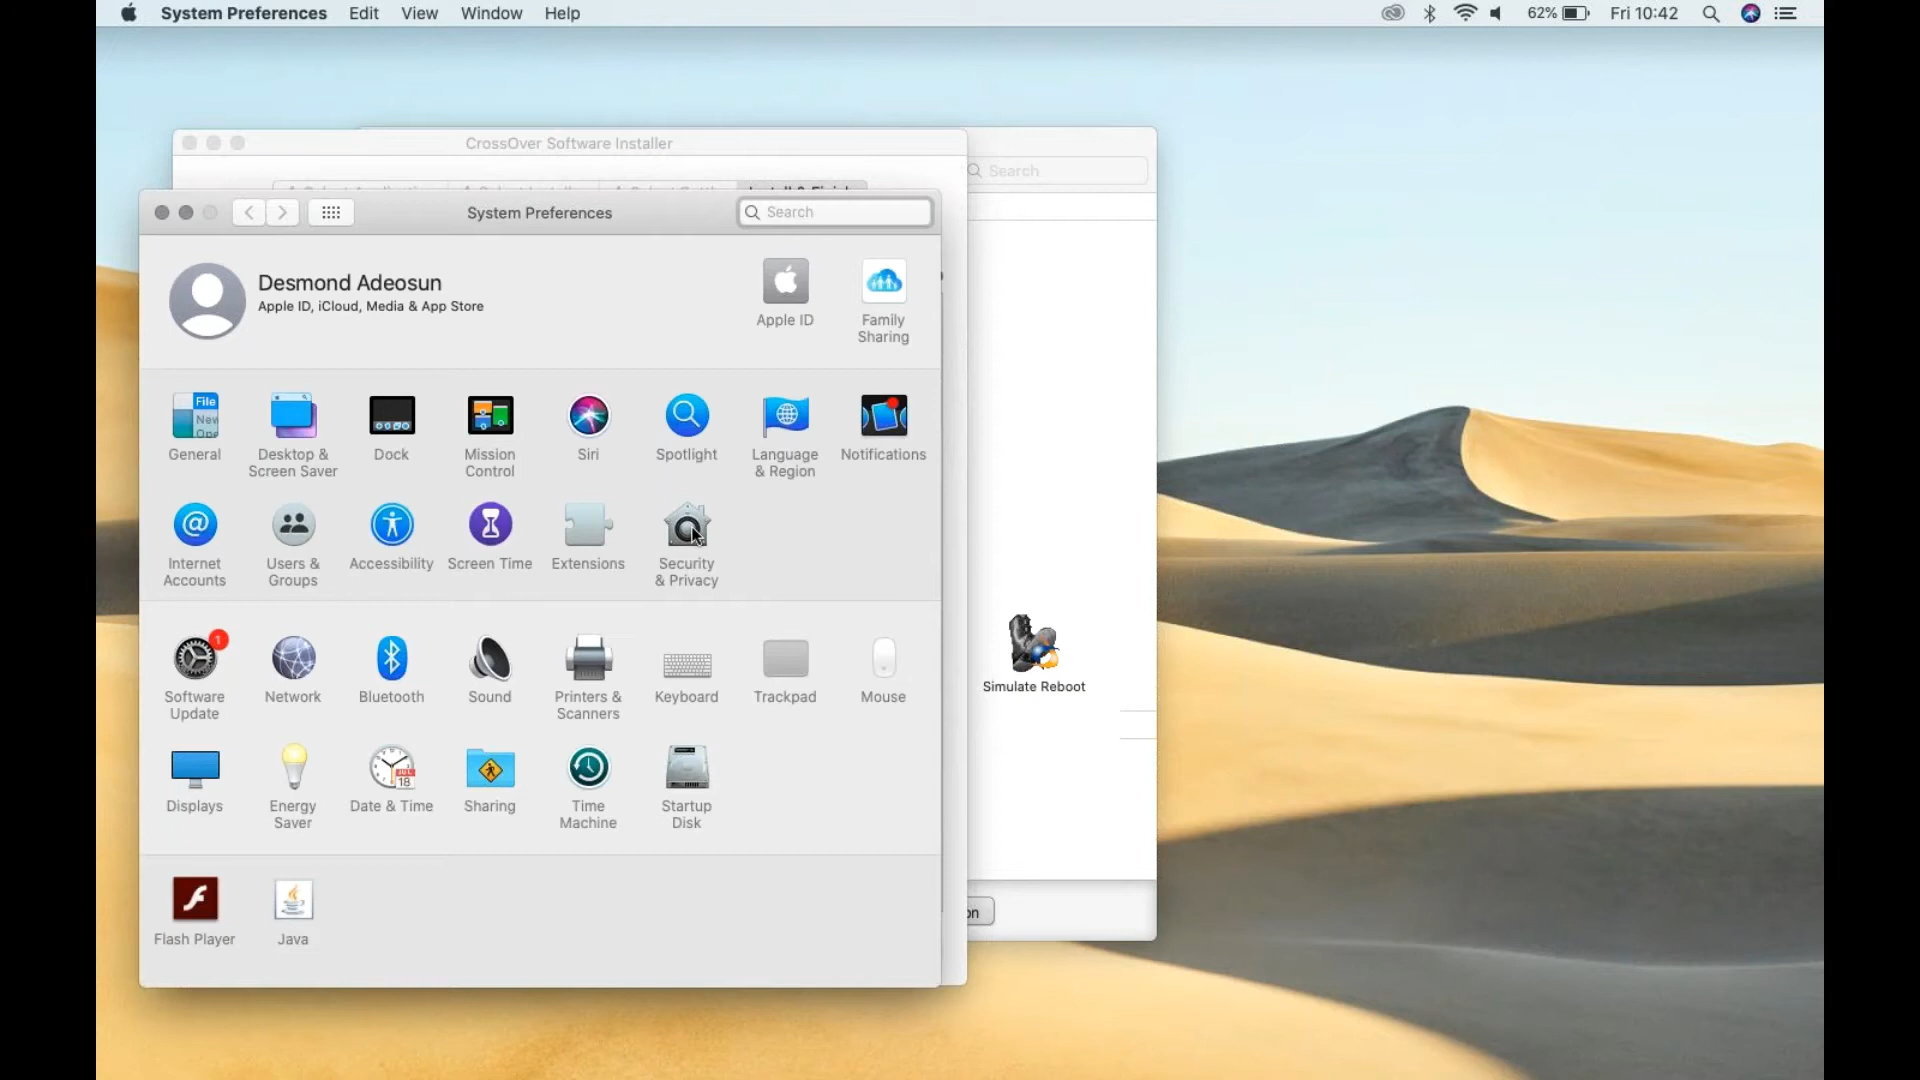 System Preferences Edit View Window Help 62% Fri 10:42
CrossOver Software Installer
Search
System Preferences
Search
Desmond Adeosun
Apple ID, iCloud, Media & App Store
Apple ID
Family
Sharing
File
New
General
Desktop &
Screen Saver
Dock
Mission
Control
Siri
Spotlight
Language
& Region
Notifications
Internet
Accounts
Users &
Groups
Accessibility
Screen Time
Extensions
Security
& Privacy
1
Software
Update
Network
Bluetooth
Sound
Printers &
Scanners
Keyboard
Trackpad
Mouse
Simulate Reboot
Displays
Energy
Saver
18
Date & Time
Sharing
Time
Machine
Startup
Disk
Flash Player
Java